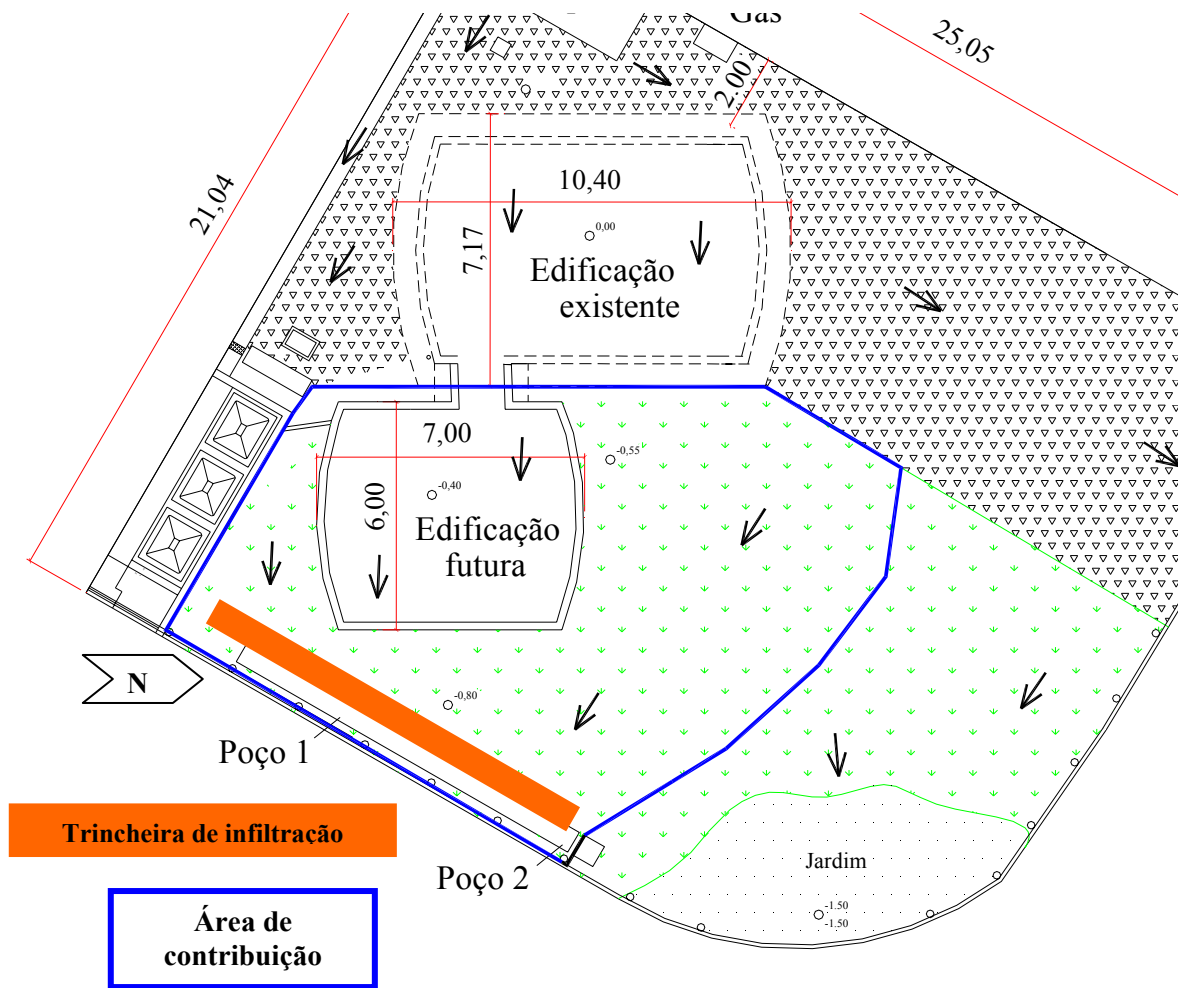 Gás
25,05
2.00
21,04
10,40
7,17
0,00
Edificação
existente
7,00
6,00
-0,55
-0,40
Edificação
futura
-0,80
N
Poço 1
Trincheira de infiltração
Poço 2
Jardim
-1.50
-1.50
Área de
contribuição